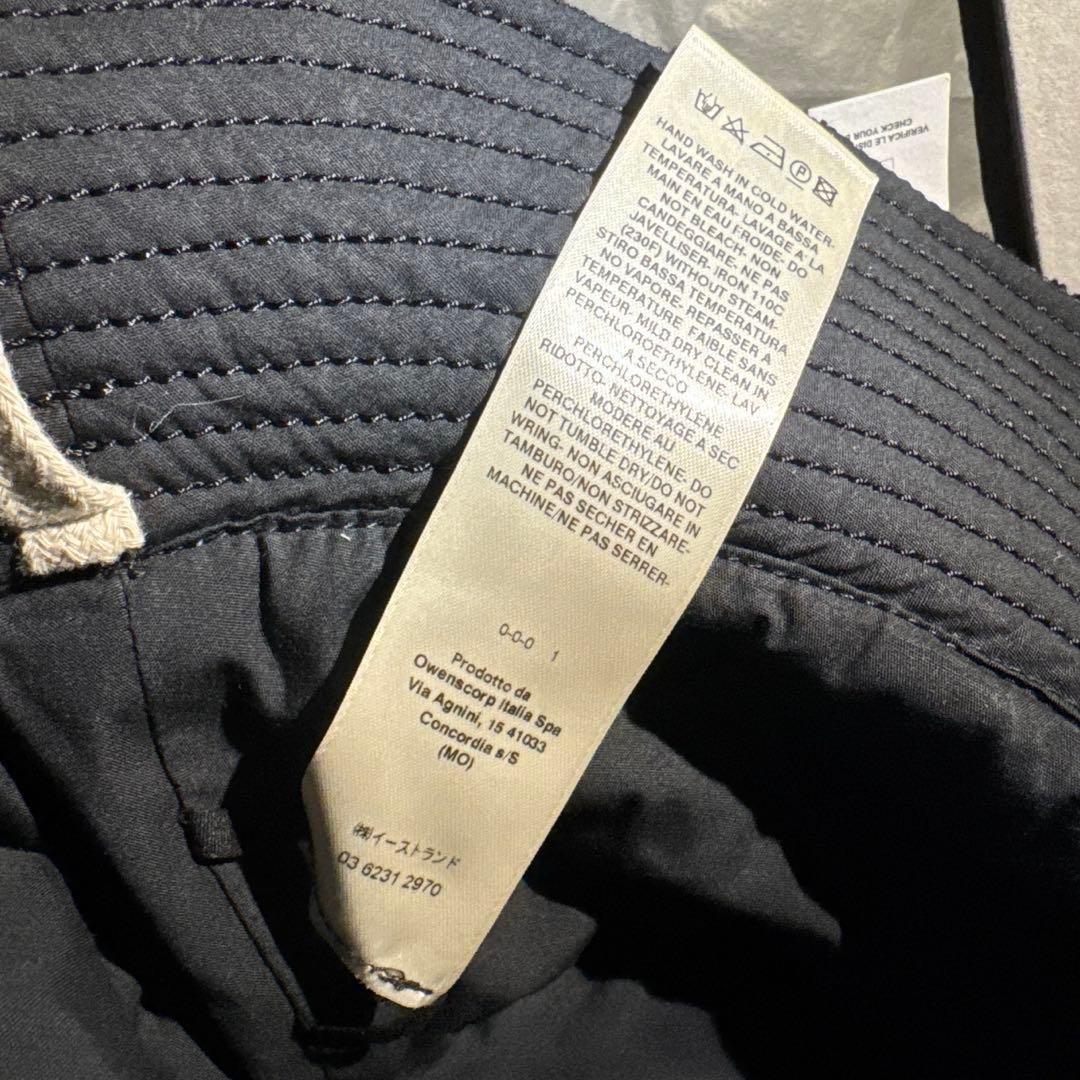 HAND WASH IN COLD WATER-
LAVARE A MANO A BASSA
TEMPERATURA- LAVAGE A LA
MAIN EN EAU FROIDE- DO
NOT BLEACH- NON
CANDEGGIARE- NE PAS
JAVELLISER- IRON 110C
(230F) WITHOUT STEAM-
STIRO BASSA TEMPERATURA
NO VAPORE- REPASSER A
TEMPERATURE FAIBLE SANS
VAPEUR- MILD DRY CLEAN IN
PERCHLOROETHYLENE- LAV.
A SECCO
PERCHLORETHYLENE
RIDOTTO- NETTOYAGE A SEC
MODERE AU
PERCHLORETHYLENE- DO
NOT TUMBLE DRY/DO NOT
WRING- NON ASCIUGARE IN
TAMBURO/NON STRIZZARE-
NE PAS SECHER EN
MACHINE/NE PAS SERRER-
0-0-0 1
Prodotto da
Owenscorp Italia Spa
Via Agnini, 15 41033
Concordia s/S
(MO)
㈱イーストランド
03 6231 2970
VERIFICA LE
CHECK YOUR